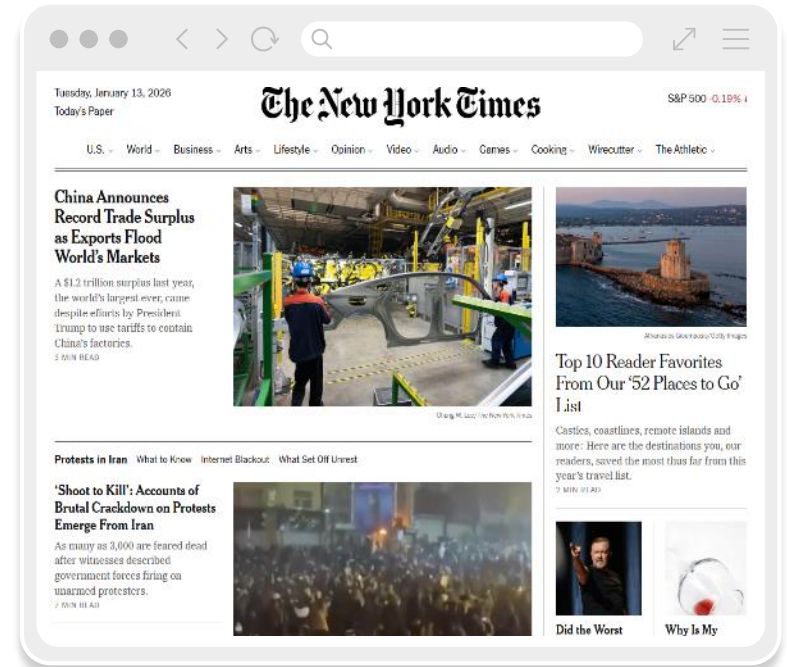 Tuesday, January 13, 2026
Today's Paper
The New York Times
S&P 500 -0.19%
U.S. World Business Arts Lifestyle Opinion Video Audio Games Cooking Wirecutter The Athletic
China Announces
Record Trade Surplus
as Exports Flood
World's Markets
A $1.2 trillion surplus last year,
the world's largest ever, came
despite efforts by President
Trump to use tariffs to contain
China's factories.
3 MIN READ
The New York Times
Getty Images
Top 10 Reader Favorites
From Our '52 Places to Go'
List
Castles, coastlines, remote islands and
more: Here are the destinations you, our
readers, saved the most thus far from this
year's travel list.
2 MIN READ
Protests in Iran What to Know Internet Blackout What Set Off Unrest
'Shoot to Kill': Accounts of
Brutal Crackdown on Protests
Emerge From Iran
As many as 3,000 are feared dead
after witnesses described
government forces firing on
unarmed protesters.
7 MIN READ
Did the Worst
Why Is My